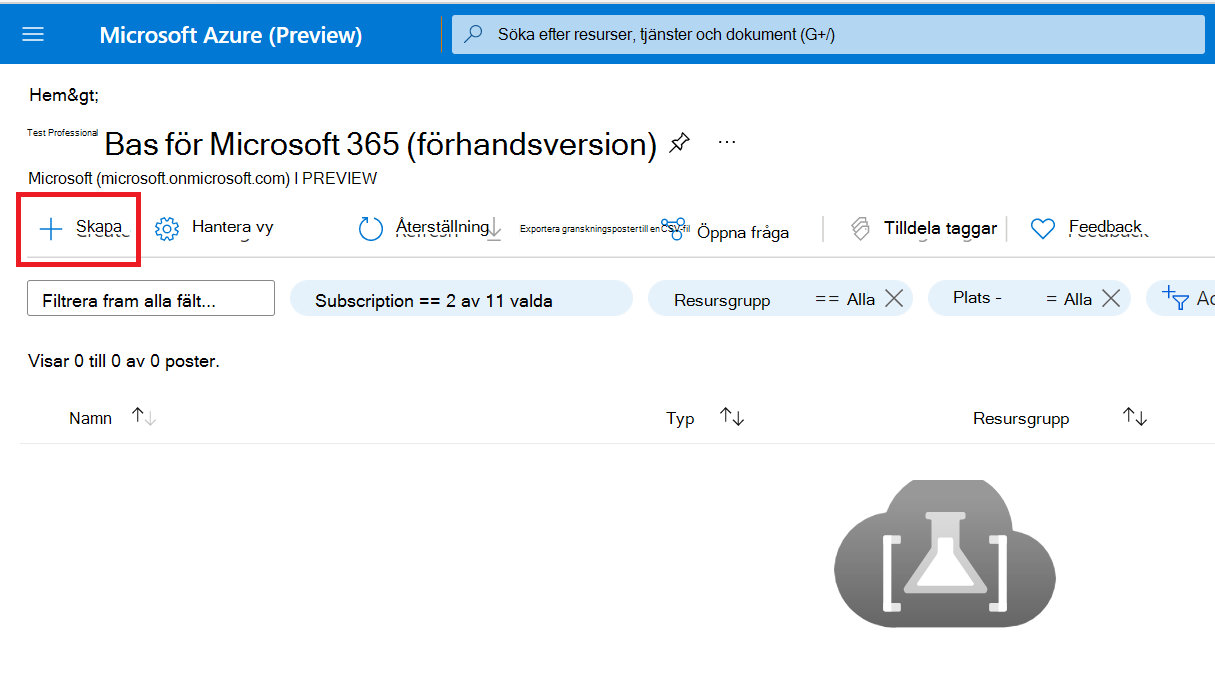 Microsoft Azure (Preview)
Söka efter resurser, tjänster och dokument (G+/)
Hem&gt;
Test Professional Bas för Microsoft 365 (förhandsversion) ...
Microsoft (microsoft.onmicrosoft.com) I PREVIEW
Skapa Hantera vy Återställning Exportera granskningsposter till en CSV-fil Öppna fråga Tilldela taggar Feedback
Filtrera fram alla fält... Subscription == 2 av 11 valda Resursgrupp == Alla Plats - = Alla
Visar 0 till 0 av 0 poster.
Namn Typ Resursgrupp